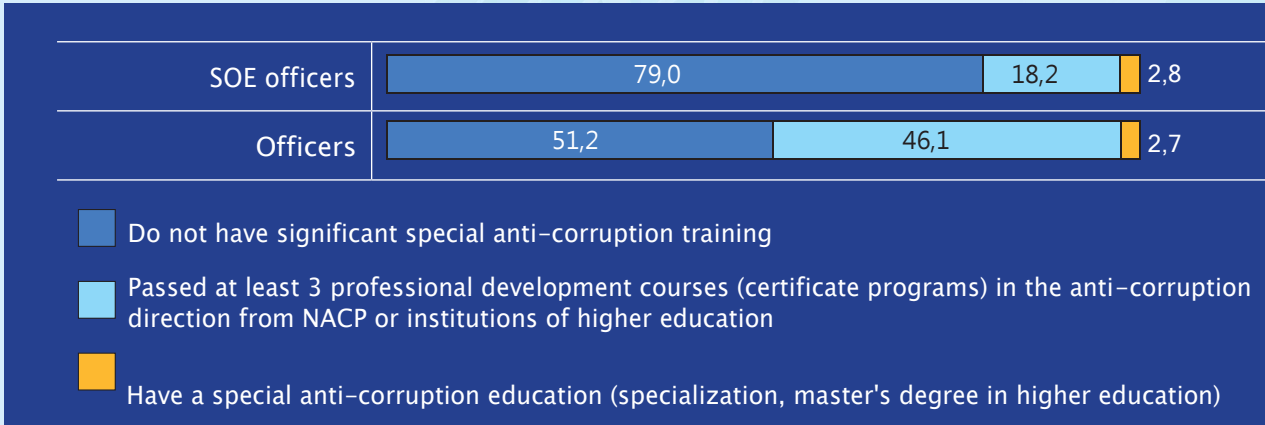 SOE officers 79,0 18,2 2,8
Officers 51,2 46,1 2,7
Do not have significant special anti-corruption training
Passed at least 3 professional development courses (certificate programs) in the anti-corruption
direction from NACP or institutions of higher education
Have a special anti-corruption education (specialization, master's degree in higher education)